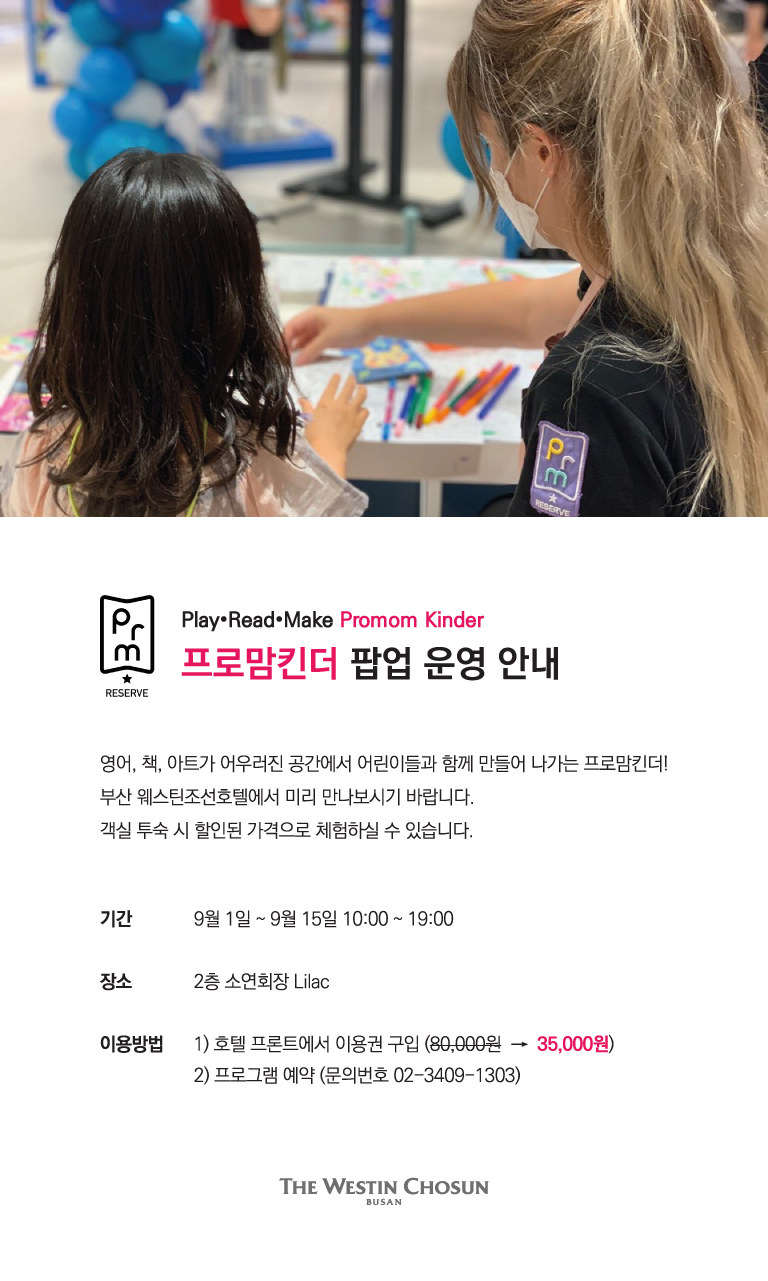 prm
RESERVE
prm
RESERVE
Play•Read•Make Promom Kinder
프로맘킨더 팝업 운영 안내
영어, 책, 아트가 어우러진 공간에서 어린이들과 함께 만들어 나가는 프로맘킨더!
부산 웨스틴조선호텔에서 미리 만나보시기 바랍니다.
객실 투숙 시 할인된 가격으로 체험하실 수 있습니다.
기간 9월 1일 ~ 9월 15일 10:00 ~ 19:00
장소 2층 소연회장 Lilac
이용방법 1) 호텔 프론트에서 이용권 구입 (80,000원 → 35,000원)
2) 프로그램 예약 (문의번호 02-3409-1303)
THE WESTIN CHOSUN
BUSAN